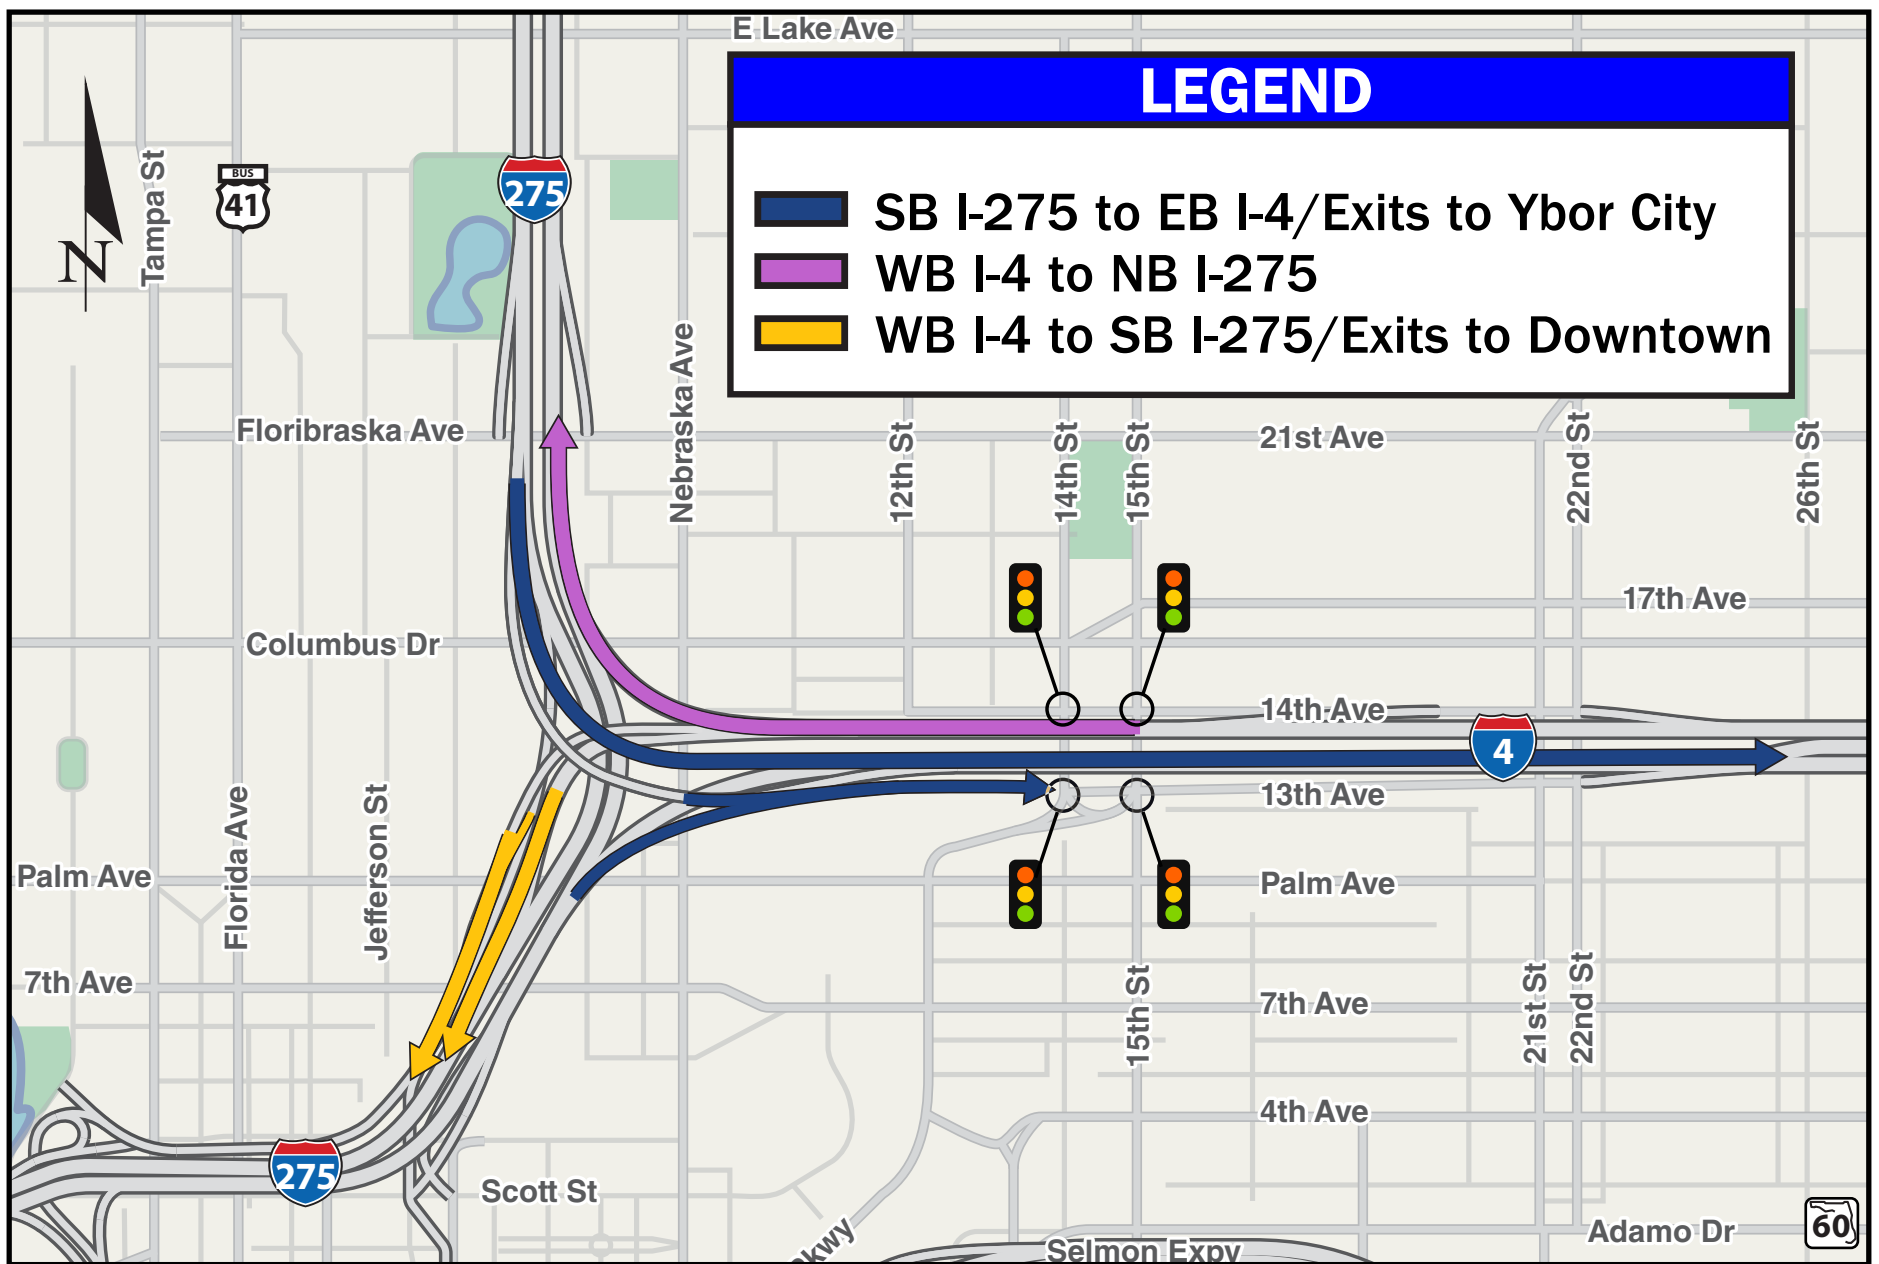 E Lake Ave
LEGEND
SB I-275 to EB I-4/Exits to Ybor City
WB I-4 to NB I-275
WB I-4 to SB I-275/Exits to Downtown
N
Tampa St
BUS
41
275
Nebraska Ave
Floribraska Ave
12th St
14th St
15th St
21st Ave
22nd St
26th St
17th Ave
Columbus Dr
14th Ave
4
13th Ave
Palm Ave
Florida Ave
Jefferson St
Palm Ave
7th Ave
15th St
7th Ave
21st St
22nd St
4th Ave
275
Scott St
Adamo Dr
60
Selmon Expy